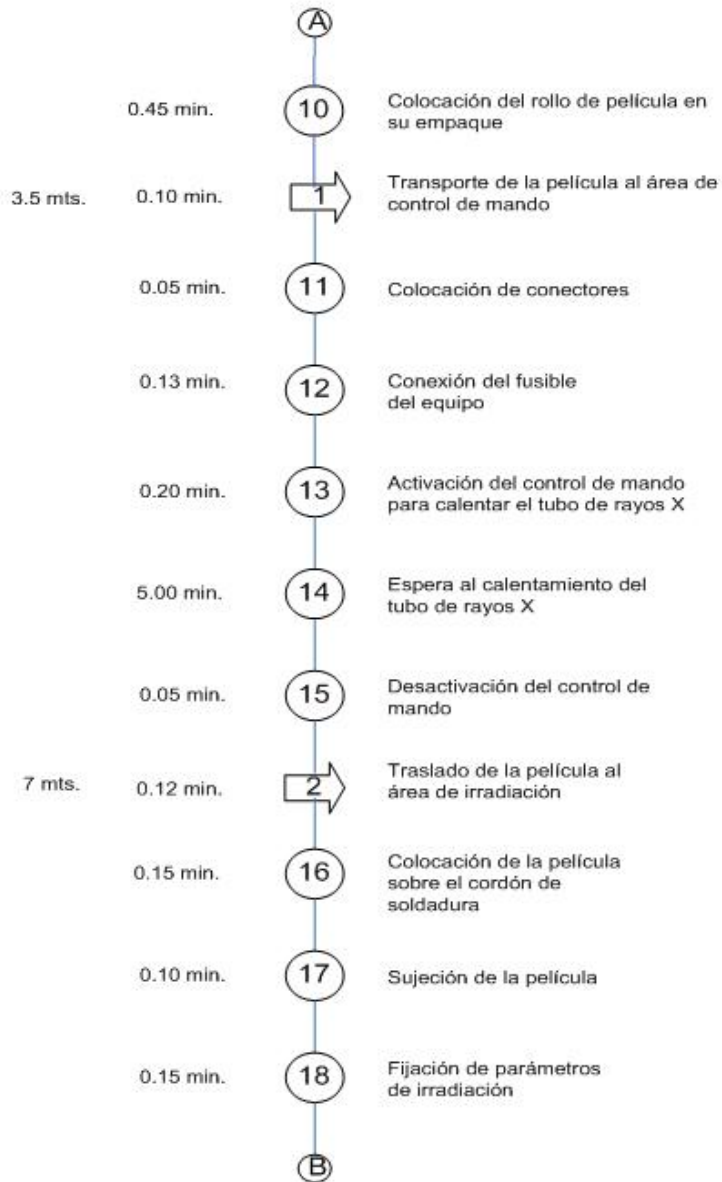 A
0.45 min.
10
Colocación del rollo de película en
su empaque
3.5 mts.
0.10 min.
1
Transporte de la película al área de
control de mando
0.05 min.
11
Colocación de conectores
0.13 min.
12
Conexión del fusible
del equipo
0.20 min.
13
Activación del control de mando
para calentar el tubo de rayos X
5.00 min.
14
Espera al calentamiento del
tubo de rayos X
0.05 min.
15
Desactivación del control de
mando
7 mts.
0.12 min.
2
Traslado de la película al
área de irradiación
0.15 min.
16
Colocación de la película
sobre el cordón de
soldadura
0.10 min.
17
Sujeción de la película
0.15 min.
18
Fijación de parámetros
de irradiación
B